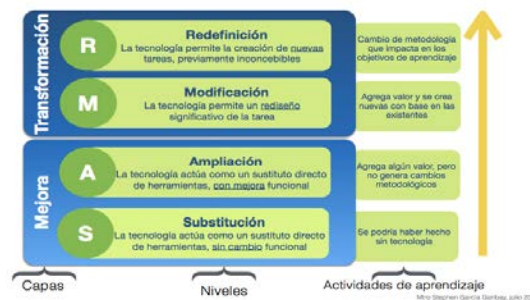 Transformación
R
Redefinición
La tecnología permite la creación de nuevas
tareas, previamente inconcebibles
Cambio de metodología
que impacta en los
objetivos de aprendizaje
M
Modificación
La tecnología permite un rediseño
significativo de la tarea
Agrega valor y se crea
nuevas con base en las
existentes
Mejora
A
Ampliación
La tecnología actúa como un sustituto directo
de herramientas, con mejora funcional
Agrega algún valor, pero
no genera cambios
metodológicos
S
Substitución
La tecnología actúa como un sustituto directo
de herramientas, sin cambio funcional
Se podría haber hecho
sin tecnología
Capas
Niveles
Actividades de aprendizaje
Stephen García